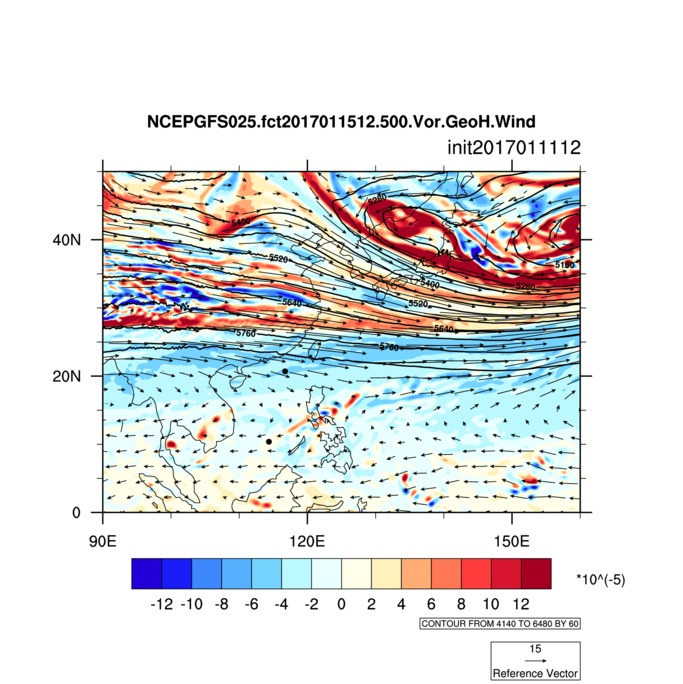 NCEPGFS025.fct2017011512.500.Vor.GeoH.Wind
init2017011112
5280
5400
40N
5520
5160
5400
5280
5640
5520
5640
5760
5760
20N
0
90E 120E 150E
*10^(-5)
-12 -10 -8 -6 -4 -2 0 2 4 6 8 10 12
CONTOUR FROM 4140 TO 6480 BY 60
15
Reference Vector